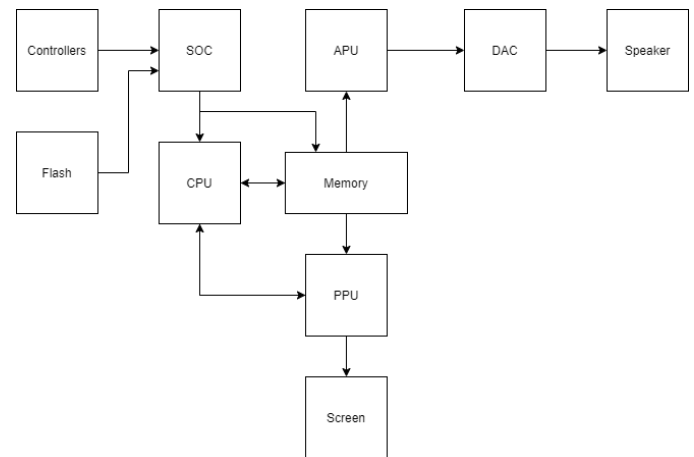 Controllers
SOC
APU
DAC
Speaker
Flash
CPU
Memory
PPU
Screen